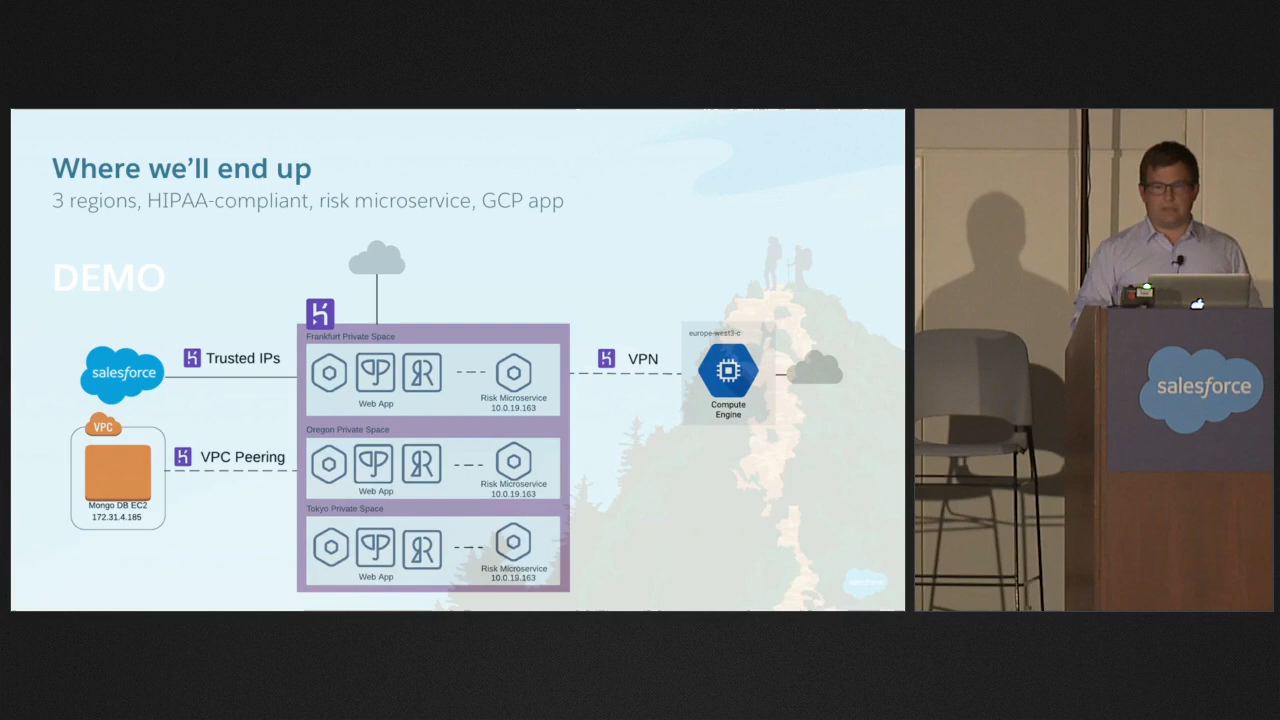 Where we'll end up
3 regions, HIPAA-compliant, risk microservice, GCP app
DEMO
salesforce
Trusted IPs
VPC
VPC Peering
Mongo DB EC2
172.31.4.185
Frankfurt Private Space
Web App
Risk Microservice
10.0.19.163
Oregon Private Space
Web App
Risk Microservice
10.0.19.163
Tokyo Private Space
Web App
Risk Microservice
10.0.19.163
VPN
europe-west3-c
Compute
Engine
salesforce
salesforce